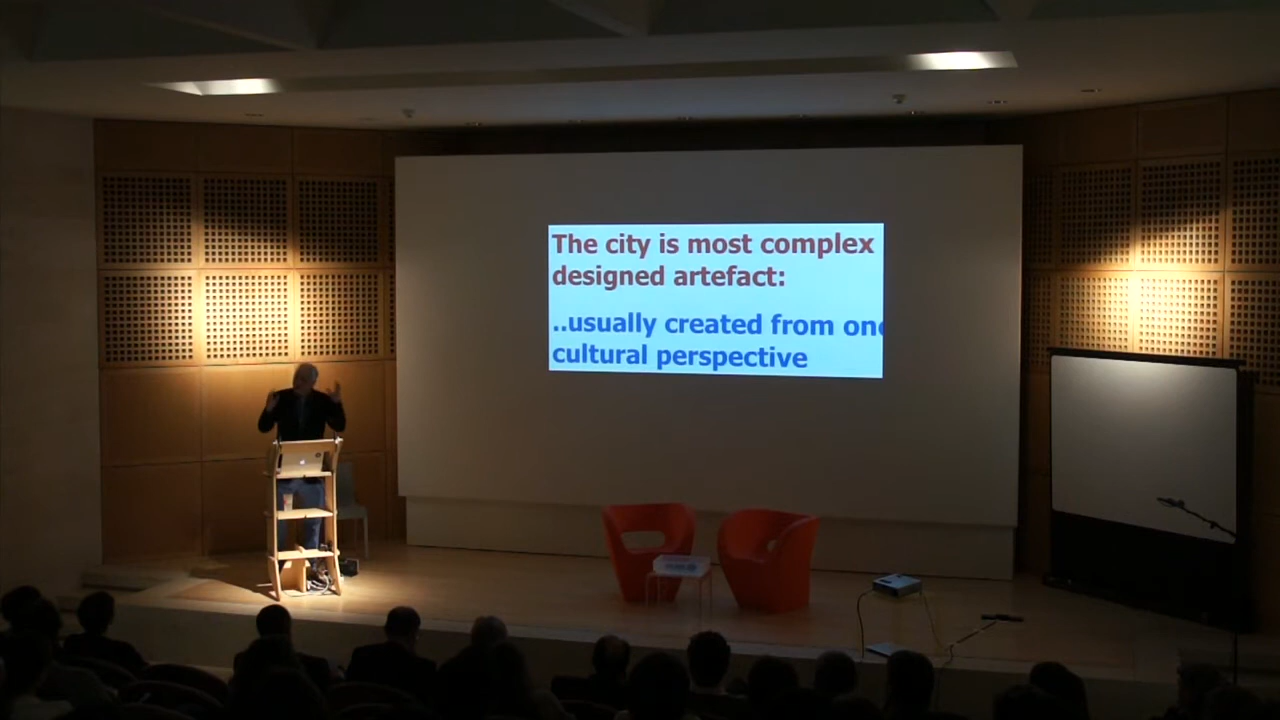 The city is most complex
designed artefact:
..usually created from one
cultural perspective